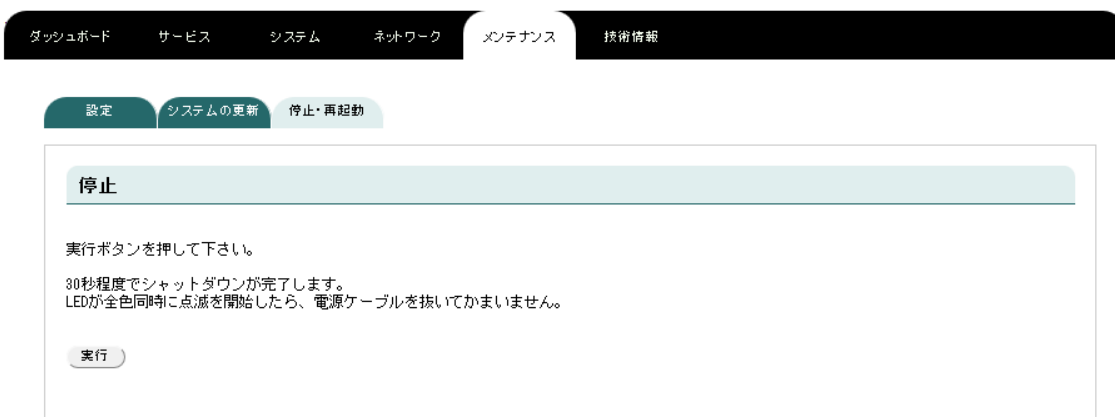 ダッシュボード サービス システム ネットワーク メンテナンス 技術情報
設定 システムの更新 停止・再起動
停止
実行ボタンを押して下さい。
30秒程度でシャットダウンが完了します。
LEDが全色同時に点滅を開始したら、電源ケーブルを抜いてかまいません。
実行